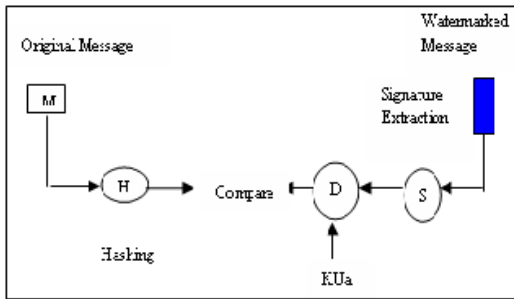 Watermarked
Message
Original Message
M
Signature
Extraction
H
Compare
D
S
Hashing
KUa